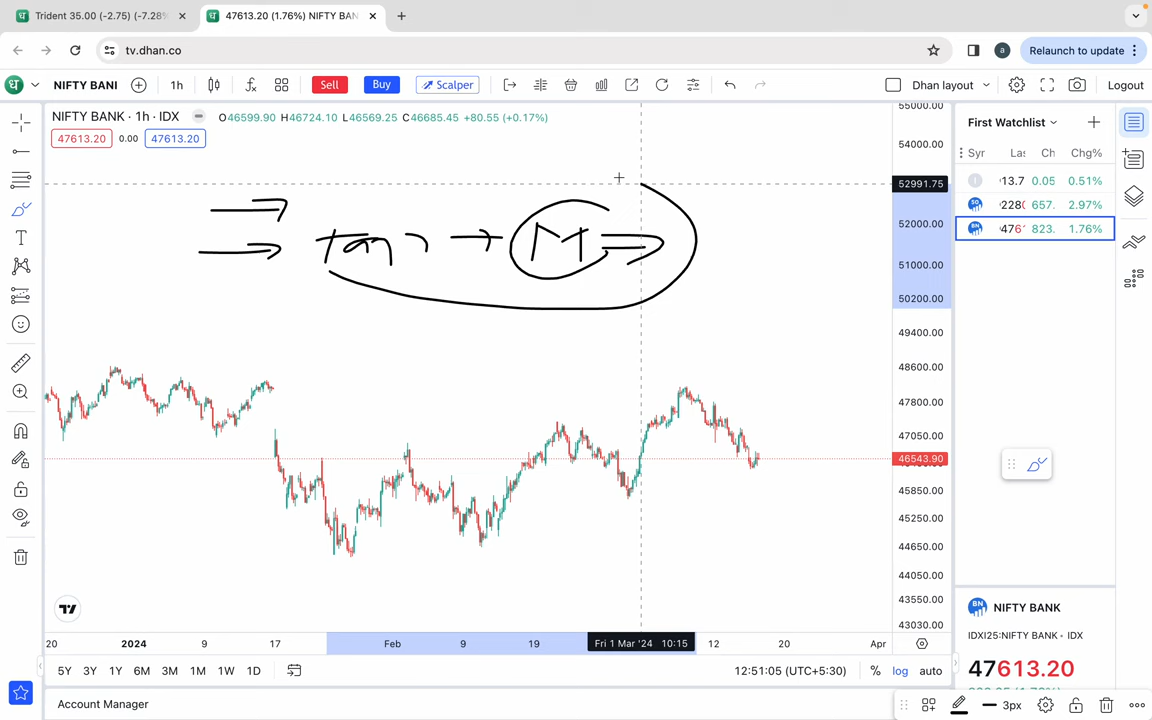 Trident 35.00 (-2.75) (-7.28%
47613.20 (1.76%) NIFTY BAN
tv.dhan.co
a
Relaunch to update
NIFTY BANI
1h
Sell
Buy
Scalper
Dhan layout
Logout
NIFTY BANK · 1h · IDX
O46599.90 H46724.10 L46569.25 C46685.45 +80.55 (+0.17%)
47613.20
0.00
47613.20
M
55000.00
54000.00
52991.75
52000.00
51000.00
50200.00
49400.00
48600.00
47800.00
47050.00
46543.90
45850.00
45250.00
44650.00
44050.00
43550.00
43030.00
First Watchlist
Syr
Las
Ch
Chg%
13.7 0.05 0.51%
228( 657. 2.97%
BN 476 823. 1.76%
20
2024
9
17
Feb
9
19
Fri 1 Mar '24 10:15
12
20
Apr
5Y 3Y 1Y 6M 3M 1M 1W 1D
12:51:05 (UTC+5:30)
% log auto
BN NIFTY BANK
IDXI25:NIFTY BANK · IDX
47613.20
Account Manager
3px